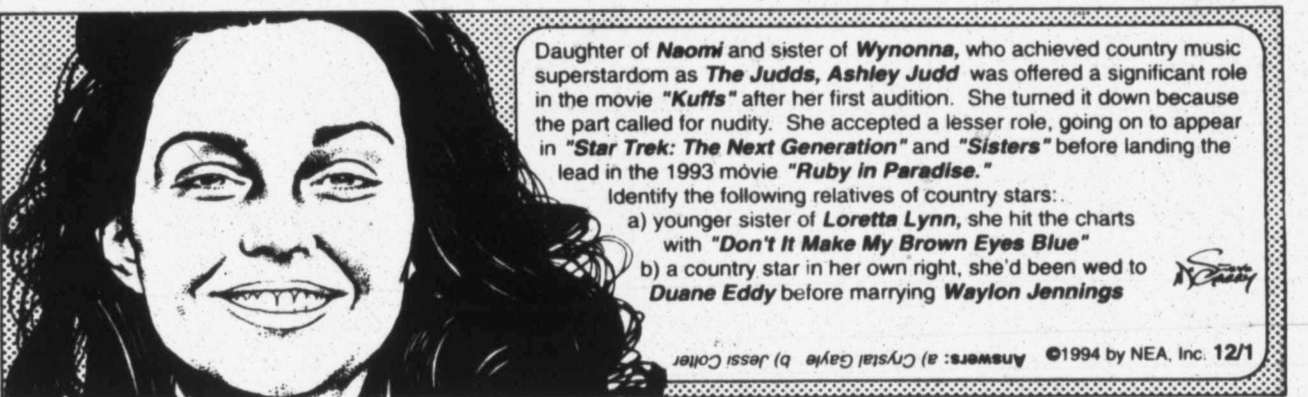 Daughter of Naomi and sister of Wynonna, who achieved country music
superstardom as The Judds, Ashley Judd was offered a significant role
in the movie "Kuffs" after her first audition. She turned it down because
the part called for nudity. She accepted a lesser role, going on to appear
in "Star Trek: The Next Generation" and "Sisters" before landing the
lead in the 1993 movie "Ruby in Paradise."
Identify the following relatives of country stars:
a) younger sister of Loretta Lynn, she hit the charts
with "Don't It Make My Brown Eyes Blue"
b) a country star in her own right, she'd been wed to
Duane Eddy before marrying Waylon Jennings
Answers: a) Crystal Gayle b) Jessi Colter ©1994 by NEA, Inc. 12/1